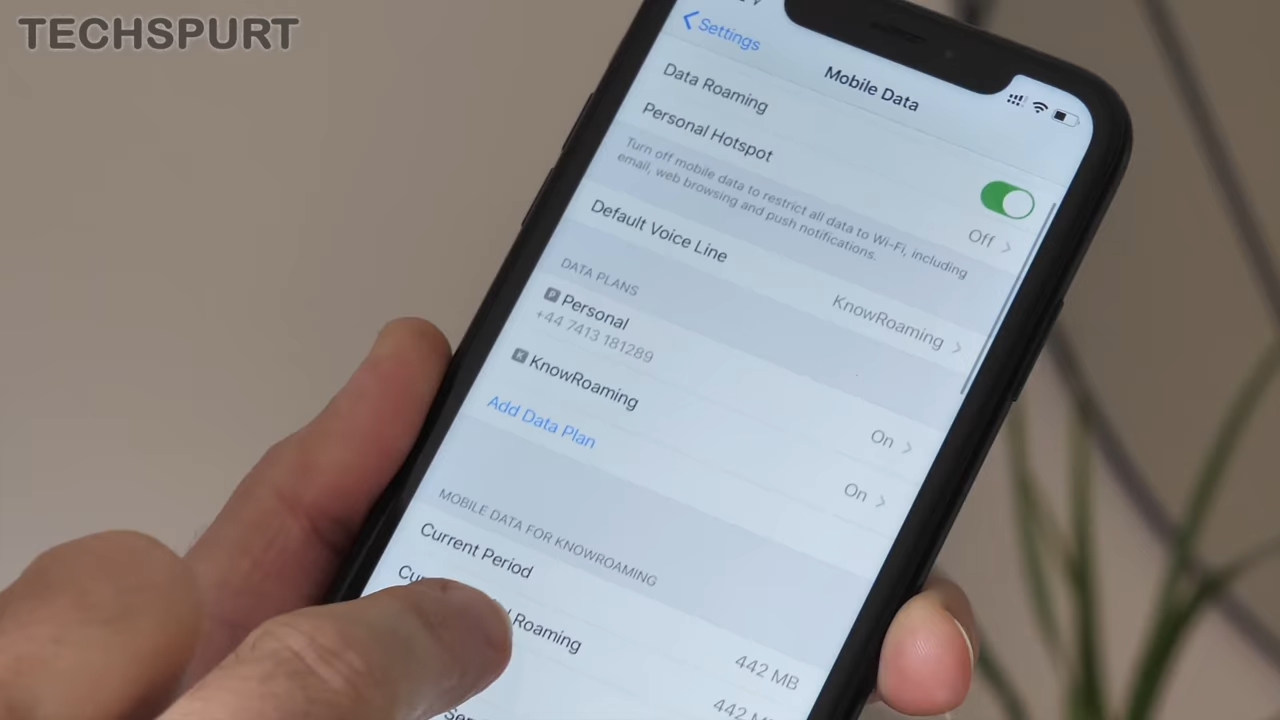 TECHSPURT
Settings
Mobile Data
Data Roaming
Personal Hotspot
Off
Turn off mobile data to restrict all data to Wi-Fi, including
email, web browsing and push notifications.
Default Voice Line
KnowRoaming
DATA PLANS
P Personal
+44 7413 181289
On
K KnowRoaming
On
Add Data Plan
MOBILE DATA FOR KNOWROAMING
Current Period
442 MB
Roaming
442